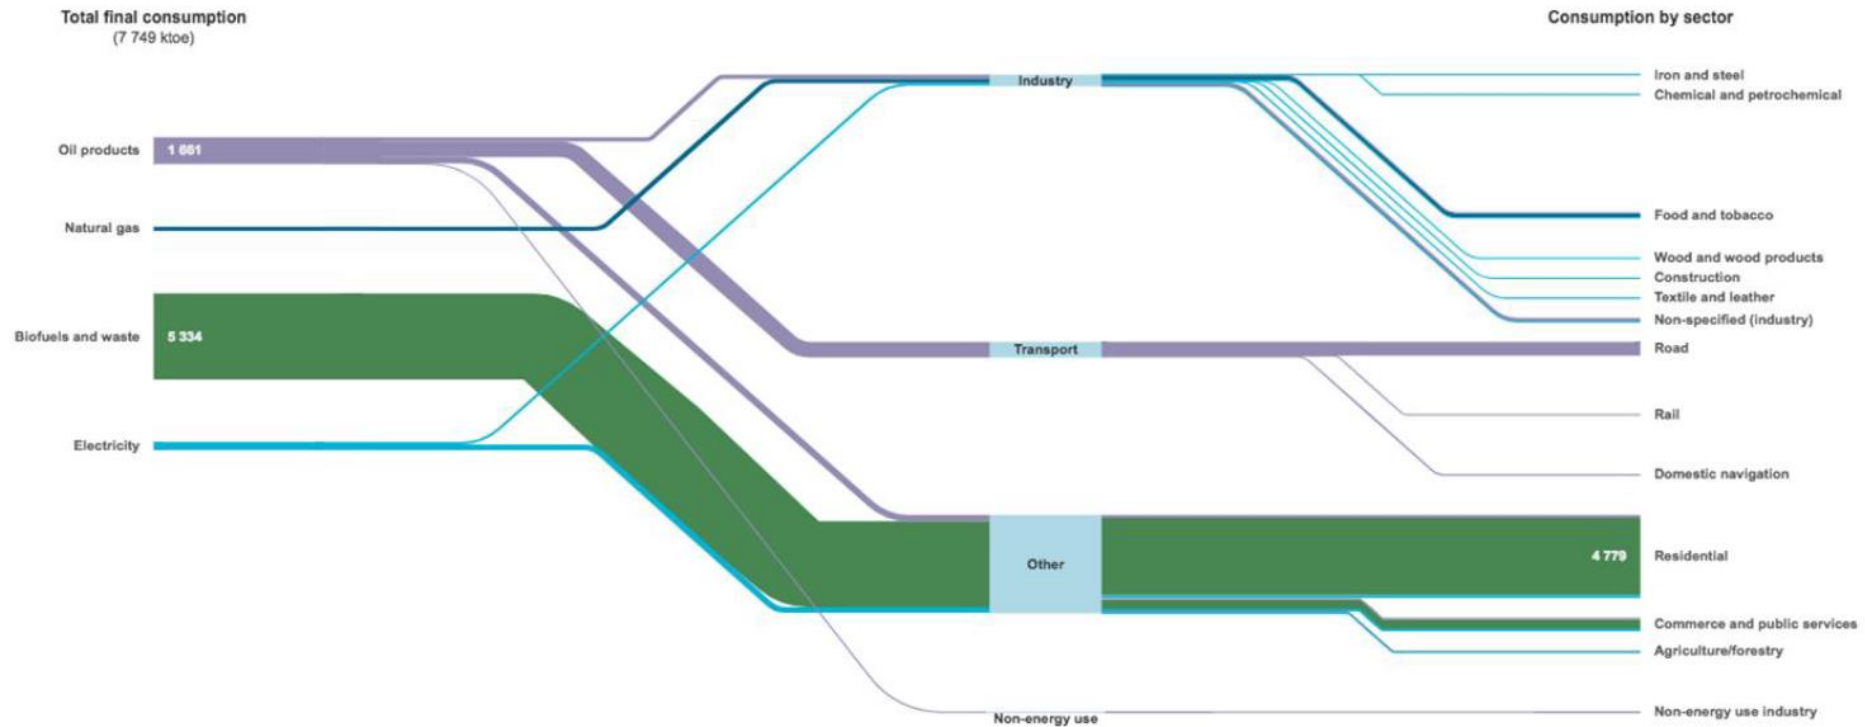 Total final consumption
(7 749 ktoe)
Consumption by sector
Oil products
1 661
Natural gas
Biofuels and waste
5 334
Electricity
Industry
Transport
Other
Non-energy use
Iron and steel
Chemical and petrochemical
Food and tobacco
Wood and wood products
Construction
Textile and leather
Non-specified (industry)
Road
Rail
Domestic navigation
4 779
Residential
Commerce and public services
Agriculture/forestry
Non-energy use industry